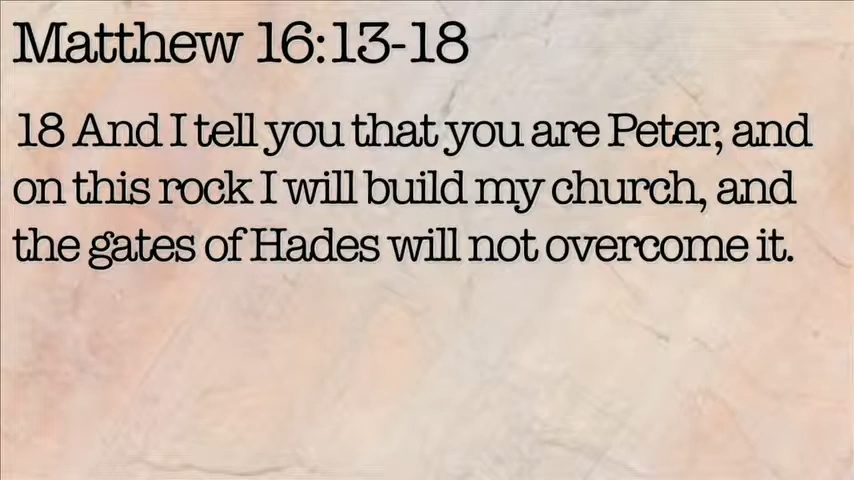 Matthew 16:13-18
18 And I tell you that you are Peter, and
on this rock I will build my church, and
the gates of Hades will not overcome it.